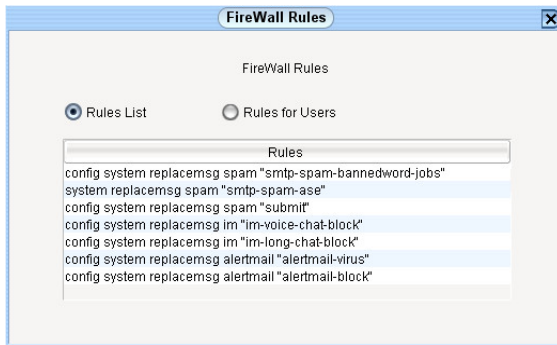 FireWall Rules
FireWall Rules
Rules List
Rules for Users
Rules
config system replacemsg spam "smtp-spam-bannedword-jobs"
system replacemsg spam "smtp-spam-ase"
config system replacemsg spam "submit"
config system replacemsg im "im-voice-chat-block"
config system replacemsg im "im-long-chat-block"
config system replacemsg alertmail "alertmail-virus"
config system replacemsg alertmail "alertmail-block"